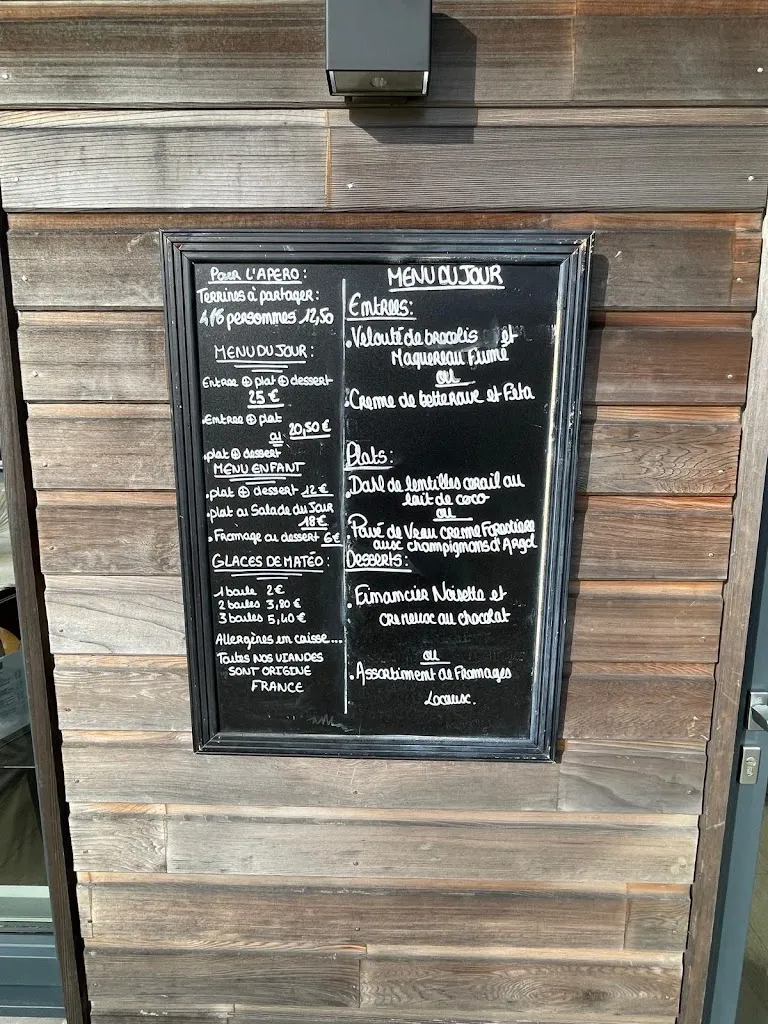 Pour L'APERO:
Terrines à partager:
4/6 personnes 12,50
MENU DU JOUR:
Entree ⊕ plat ⊕ dessert
25 €
• Entree ⊕ plat
ou 20,50 €
• plat ⊕ dessert
MENU ENFANT
• plat ⊕ dessert 12 €
• plat ou Salade du Jour
18 €
• Fromage ou dessert 6 €
GLACES DE MATÉO:
1 boule 2 €
2 boules 3,80 €
3 boules 5,40 €
Allergènes en caisse...
Toutes NOS VIANDES
SONT ORIGINE
FRANCE
MENU DU JOUR
Entrees:
• Velouté de brocolis et
Maquereau Fumé
ou
• Creme de betterave et Feta
Plats:
• Dahl de lentilles corail au
lait de coco
ou
• Pavé de Veau creme Forestiere
aux champignons d'Argol
Desserts:
• Financier Noisette et
cremeux au chocolat
ou
• Assortiment de Fromages
Locaux.